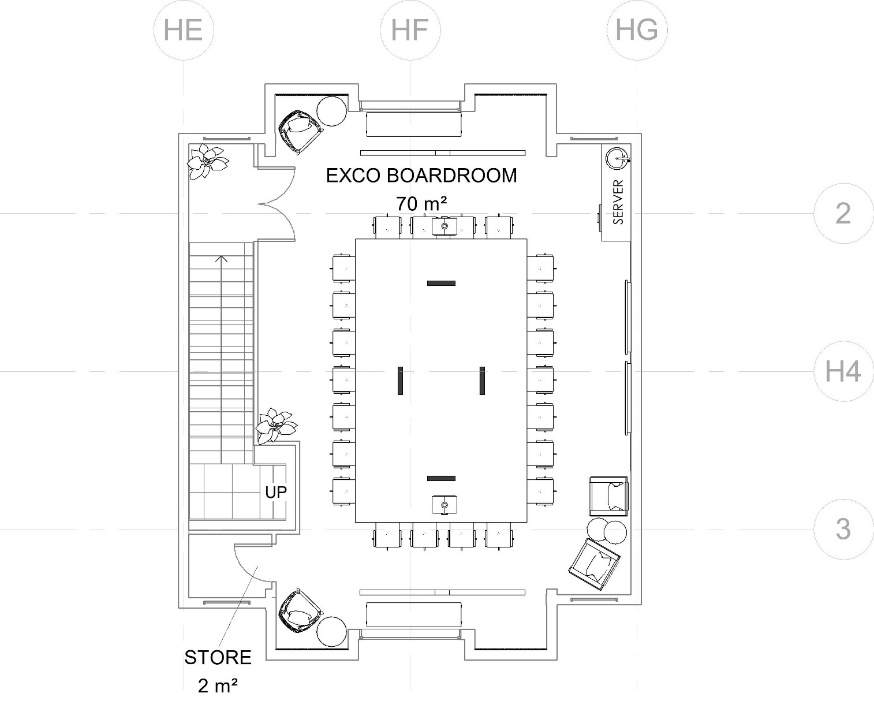 HE
HF
HG
EXCO BOARDROOM
70 m²
SERVER
2
H4
UP
3
STORE
2 m²